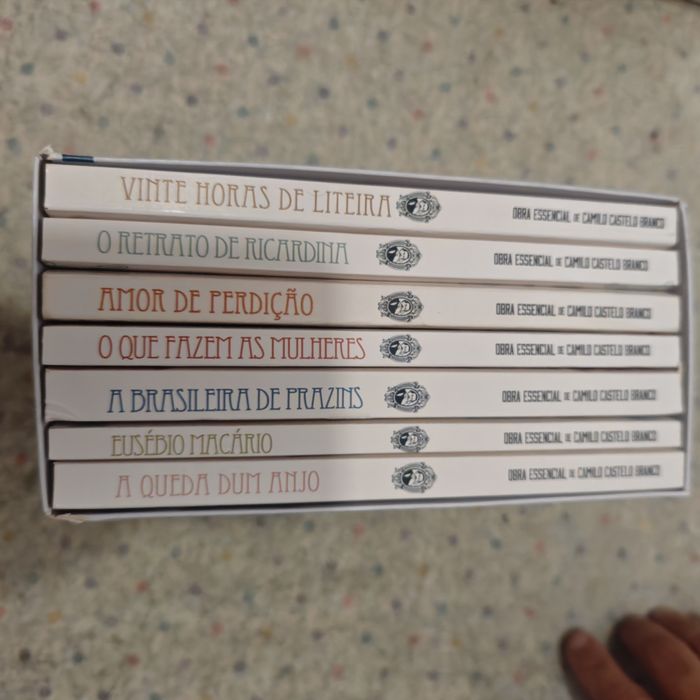 VINTE HORAS DE LITEIRA OBRA ESSENCIAL DE CAMILO CASTELO BRANCO
O RETRATO DE RICARDINA OBRA ESSENCIAL DE CAMILO CASTELO BRANCO
AMOR DE PERDIÇÃO OBRA ESSENCIAL DE CAMILO CASTELO BRANCO
O QUE FAZEM AS MULHERES OBRA ESSENCIAL DE CAMILO CASTELO BRANCO
A BRASILEIRA DE PRAZINS OBRA ESSENCIAL DE CAMILO CASTELO BRANCO
EUSÉBIO MACÁRIO OBRA ESSENCIAL DE CAMILO CASTELO BRANCO
A QUEDA DUM ANJO OBRA ESSENCIAL DE CAMILO CASTELO BRANCO